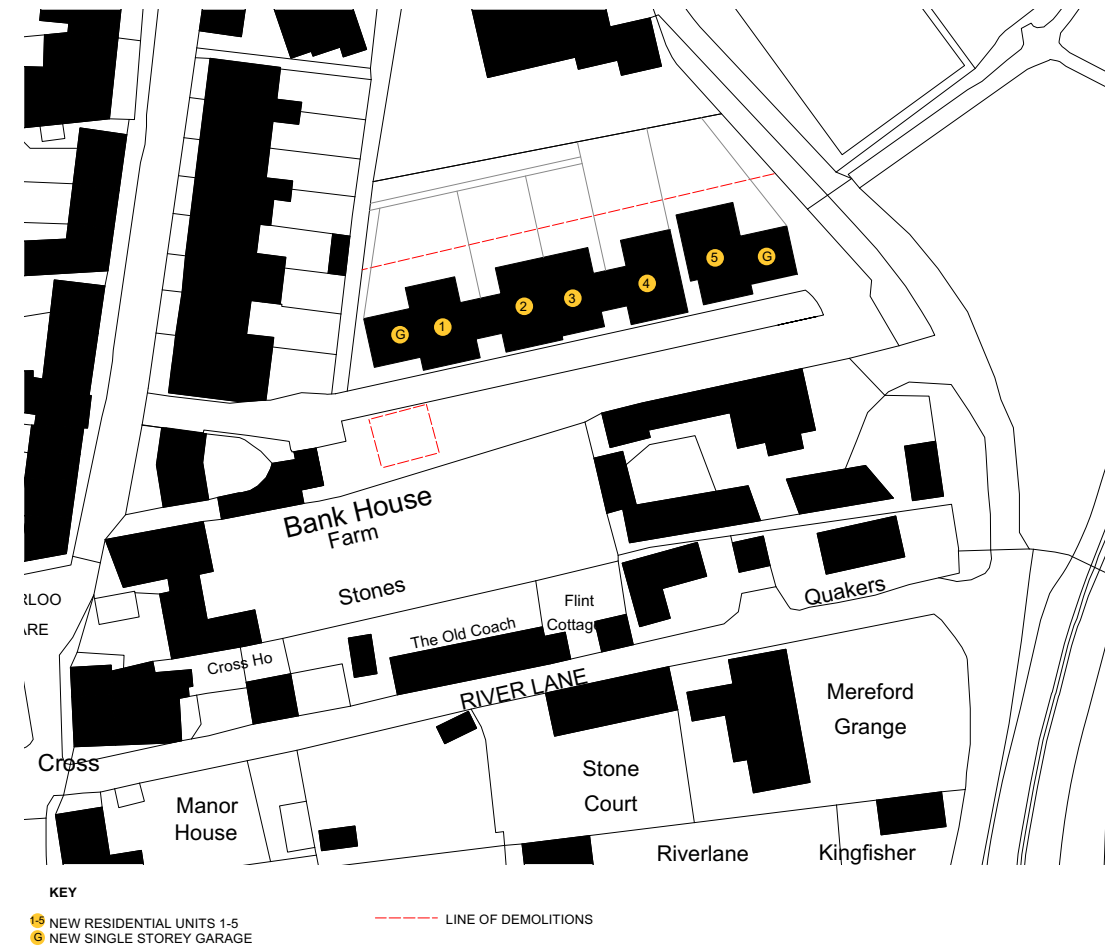 5
G
4
3
2
1
G
Bank House
Farm
Stones
Quakers
Flint
Cottage
The Old Coach
RLOO
ARE
Cross Ho
RIVER LANE
Mereford
Grange
Cross
Stone
Court
Manor
House
Riverlane
Kingfisher
KEY
1-5 NEW RESIDENTIAL UNITS 1-5
G NEW SINGLE STOREY GARAGE
LINE OF DEMOLITIONS